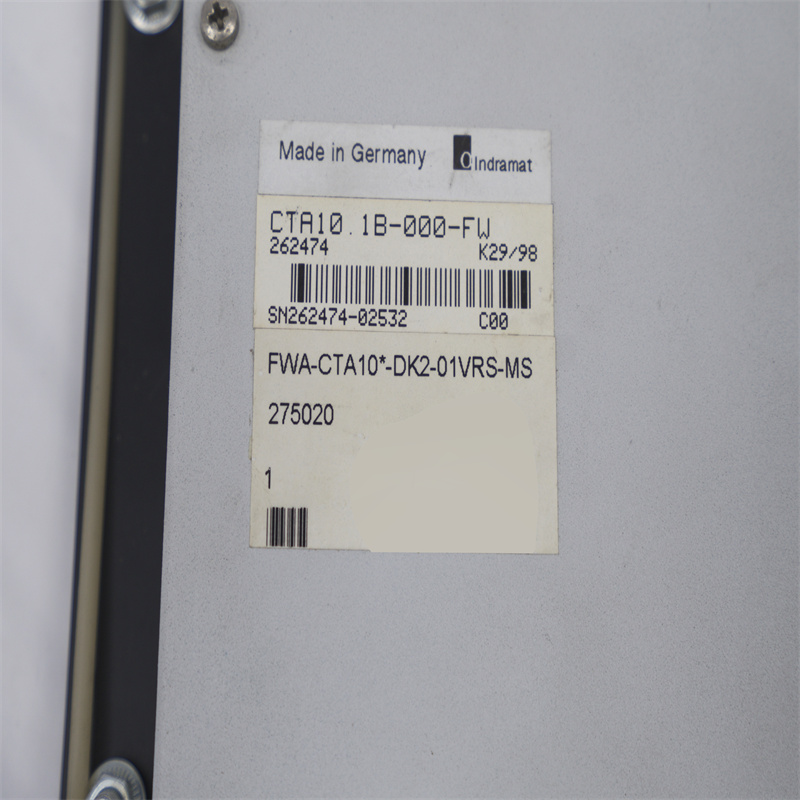 Made in Germany
Indramat
CTA10.1B-000-FW
262474 K29/98
SN262474-02532 C00
FWA-CTA10*-DK2-01VRS-MS
275020
1